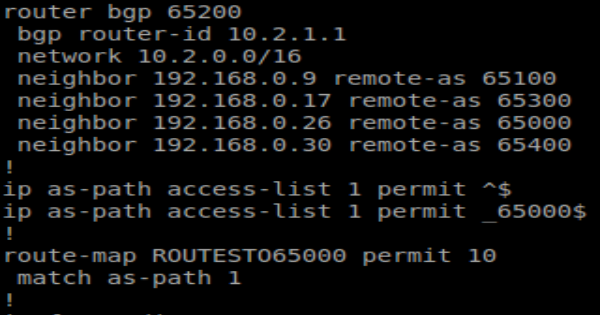 router bgp 65200
 bgp router-id 10.2.1.1
 network 10.2.0.0/16
 neighbor 192.168.0.9 remote-as 65100
 neighbor 192.168.0.17 remote-as 65300
 neighbor 192.168.0.26 remote-as 65000
 neighbor 192.168.0.30 remote-as 65400
!
ip as-path access-list 1 permit ^$
ip as-path access-list 1 permit _65000$
!
route-map ROUTESTO65000 permit 10
 match as-path 1
!